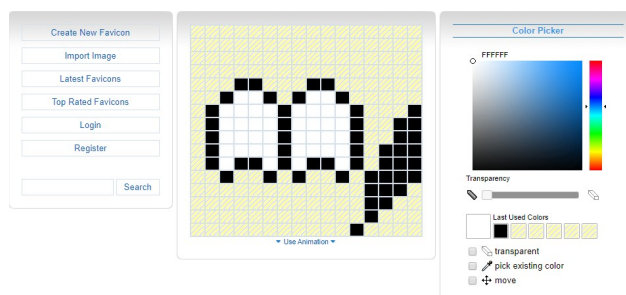 Create New Favicon
Import Image
Latest Favicons
Top Rated Favicons
Login
Register
Search
Use Animation
Color Picker
FFFFFF
Transparency
Last Used Colors
transparent
pick existing color
move